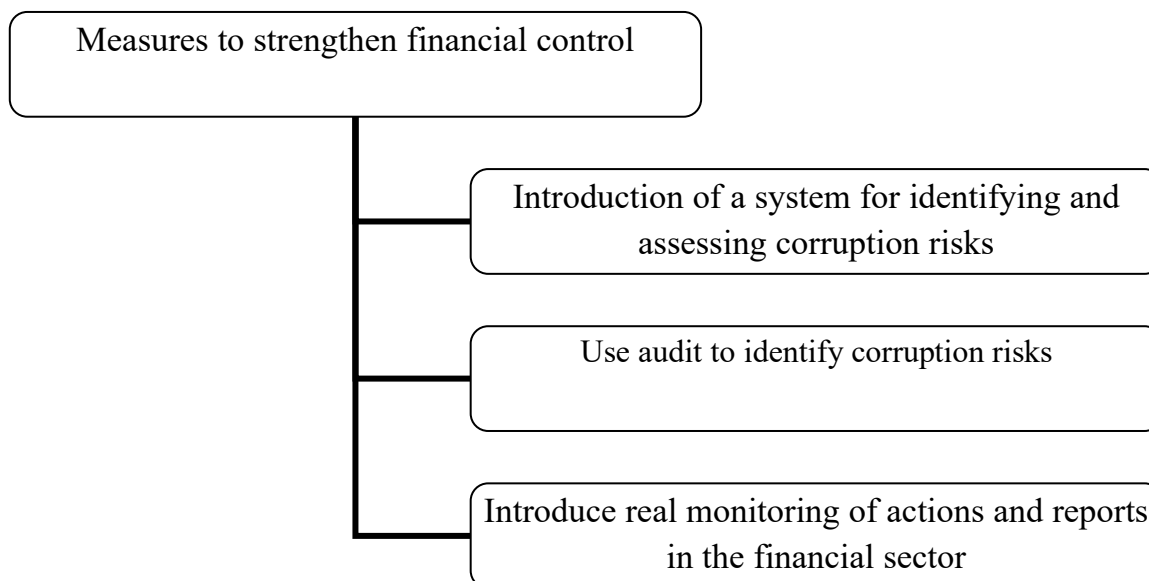 Measures to strengthen financial control
Introduction of a system for identifying and
assessing corruption risks
Use audit to identify corruption risks
Introduce real monitoring of actions and reports
in the financial sector